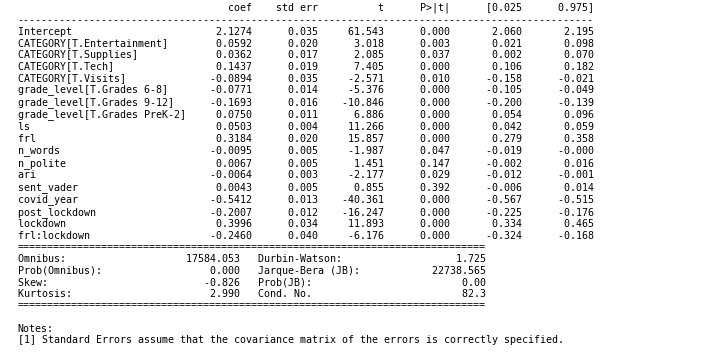 coef    std err          t      P>|t|      [0.025      0.975]
------------------------------------------------------------------------------------------------
Intercept                          2.1274      0.035     61.543      0.000       2.060       2.195
CATEGORY[T.Entertainment]          0.0592      0.020      3.018      0.003       0.021       0.098
CATEGORY[T.Supplies]               0.0362      0.017      2.085      0.037       0.002       0.070
CATEGORY[T.Tech]                   0.1437      0.019      7.405      0.000       0.106       0.182
CATEGORY[T.Visits]                -0.0894      0.035     -2.571      0.010      -0.158      -0.021
grade_level[T.Grades 6-8]         -0.0771      0.014     -5.376      0.000      -0.105      -0.049
grade_level[T.Grades 9-12]        -0.1693      0.016    -10.846      0.000      -0.200      -0.139
grade_level[T.Grades PreK-2]       0.0750      0.011      6.886      0.000       0.054       0.096
ls                                 0.0503      0.004     11.266      0.000       0.042       0.059
frl                                0.3184      0.020     15.857      0.000       0.279       0.358
n_words                           -0.0095      0.005     -1.987      0.047      -0.019      -0.000
n_polite                           0.0067      0.005      1.451      0.147      -0.002       0.016
ari                               -0.0064      0.003     -2.177      0.029      -0.012      -0.001
sent_vader                         0.0043      0.005      0.855      0.392      -0.006       0.014
covid_year                        -0.5412      0.013    -40.361      0.000      -0.567      -0.515
post_lockdown                     -0.2007      0.012    -16.247      0.000      -0.225      -0.176
lockdown                           0.3996      0.034     11.893      0.000       0.334       0.465
frl:lockdown                      -0.2460      0.040     -6.176      0.000      -0.324      -0.168
==============================================================================
Omnibus:                    17584.053   Durbin-Watson:                   1.725
Prob(Omnibus):                  0.000   Jarque-Bera (JB):            22738.565
Skew:                          -0.826   Prob(JB):                         0.00
Kurtosis:                       2.990   Cond. No.                         82.3
==============================================================================
Notes:
[1] Standard Errors assume that the covariance matrix of the errors is correctly specified.